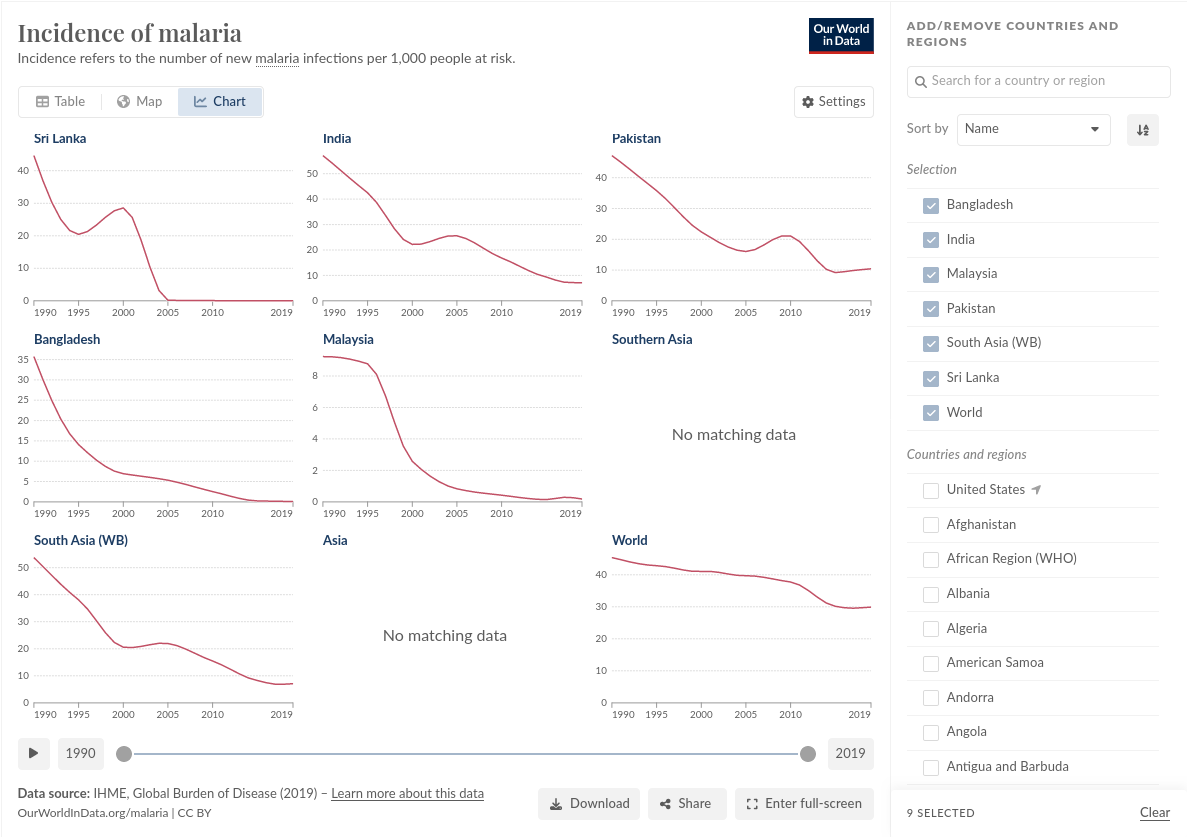 Incidence of malaria
Incidence refers to the number of new malaria infections per 1,000 people at risk.
Our World
in Data
Table
Map
Chart
Settings
Sri Lanka
40
30
20
10
0
1990 1995 2000 2005 2010 2019
India
50
40
30
20
10
0
1990 1995 2000 2005 2010 2019
Pakistan
40
30
20
10
0
1990 1995 2000 2005 2010 2019
Bangladesh
35
30
25
20
15
10
5
0
1990 1995 2000 2005 2010 2019
Malaysia
8
6
4
2
0
1990 1995 2000 2005 2010 2019
Southern Asia
No matching data
South Asia (WB)
50
40
30
20
10
0
1990 1995 2000 2005 2010 2019
Asia
No matching data
World
40
30
20
10
0
1990 1995 2000 2005 2010 2019
1990
2019
Data source: IHME, Global Burden of Disease (2019) – Learn more about this data
OurWorldInData.org/malaria | CC BY
Download
Share
Enter full-screen
ADD/REMOVE COUNTRIES AND
REGIONS
Search for a country or region
Sort by
Name
Selection
Bangladesh
India
Malaysia
Pakistan
South Asia (WB)
Sri Lanka
World
Countries and regions
United States
Afghanistan
African Region (WHO)
Albania
Algeria
American Samoa
Andorra
Angola
Antigua and Barbuda
9 SELECTED
Clear